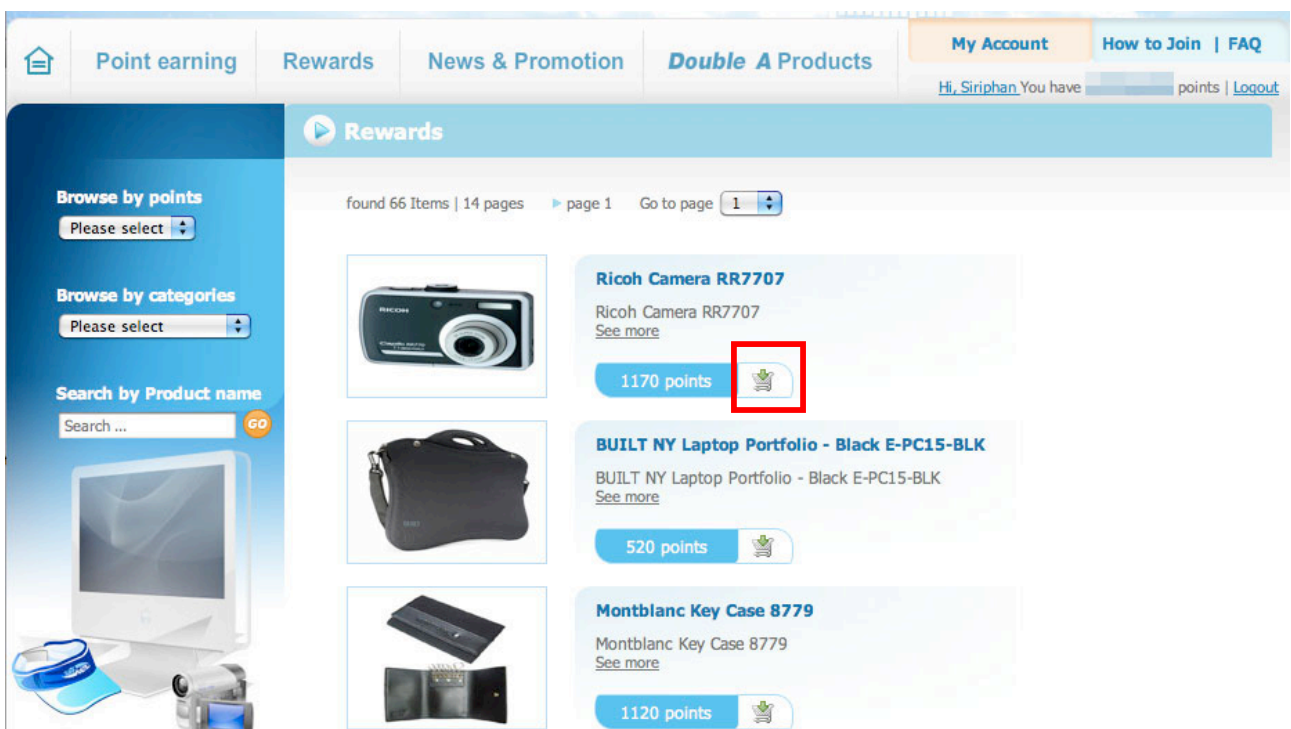 Point earning
Rewards
News & Promotion
Double A Products
My Account
How to Join | FAQ
Hi, Siriphan You have points | Logout
Rewards
Browse by points
Please select
Browse by categories
Please select
Search by Product name
Search ...
GO
found 66 Items | 14 pages page 1 Go to page 1
RICOH
Ricoh Camera RR7707
Ricoh Camera RR7707
See more
1170 points
BUILT NY Laptop Portfolio - Black E-PC15-BLK
BUILT NY Laptop Portfolio - Black E-PC15-BLK
See more
520 points
Montblanc Key Case 8779
Montblanc Key Case 8779
See more
1120 points